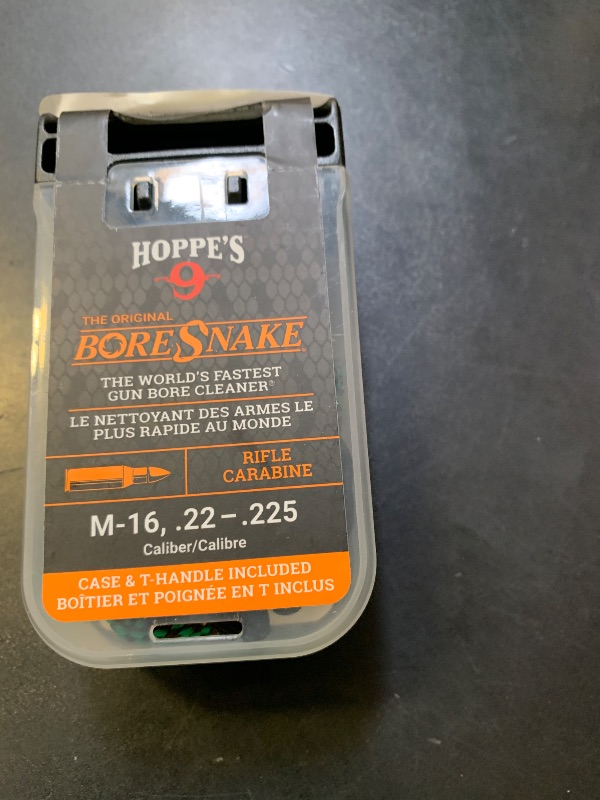 HOPPE'S
9
THE ORIGINAL
BORESNAKE
THE WORLD'S FASTEST
GUN BORE CLEANER®
LE NETTOYANT DES ARMES LE
PLUS RAPIDE AU MONDE
RIFLE
CARABINE
M-16, .22–.225
Caliber/Calibre
CASE & T-HANDLE INCLUDED
BOÎTIER ET POIGNÉE EN T INCLUS